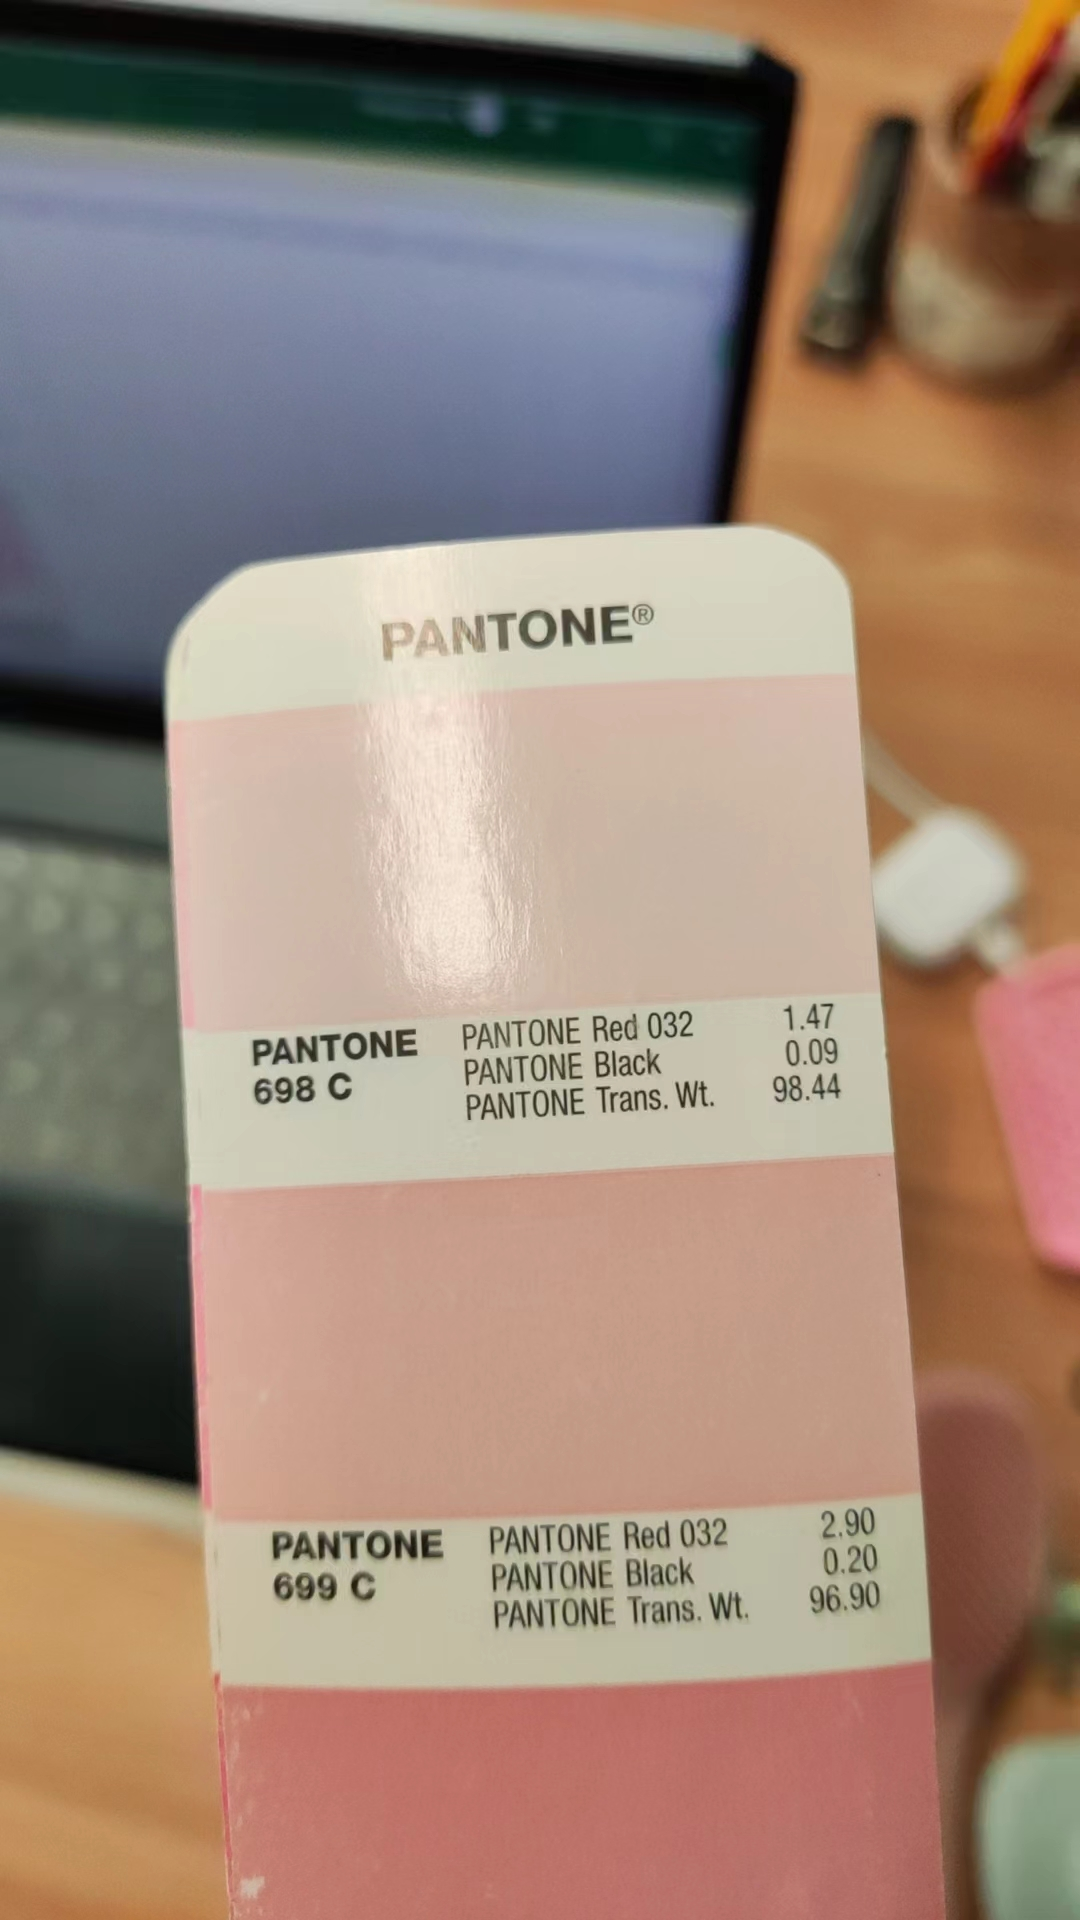 PANTONE®
PANTONE 698 C
PANTONE Red 032 1.47
PANTONE Black 0.09
PANTONE Trans. Wt. 98.44
PANTONE 699 C
PANTONE Red 032 2.90
PANTONE Black 0.20
PANTONE Trans. Wt. 96.90